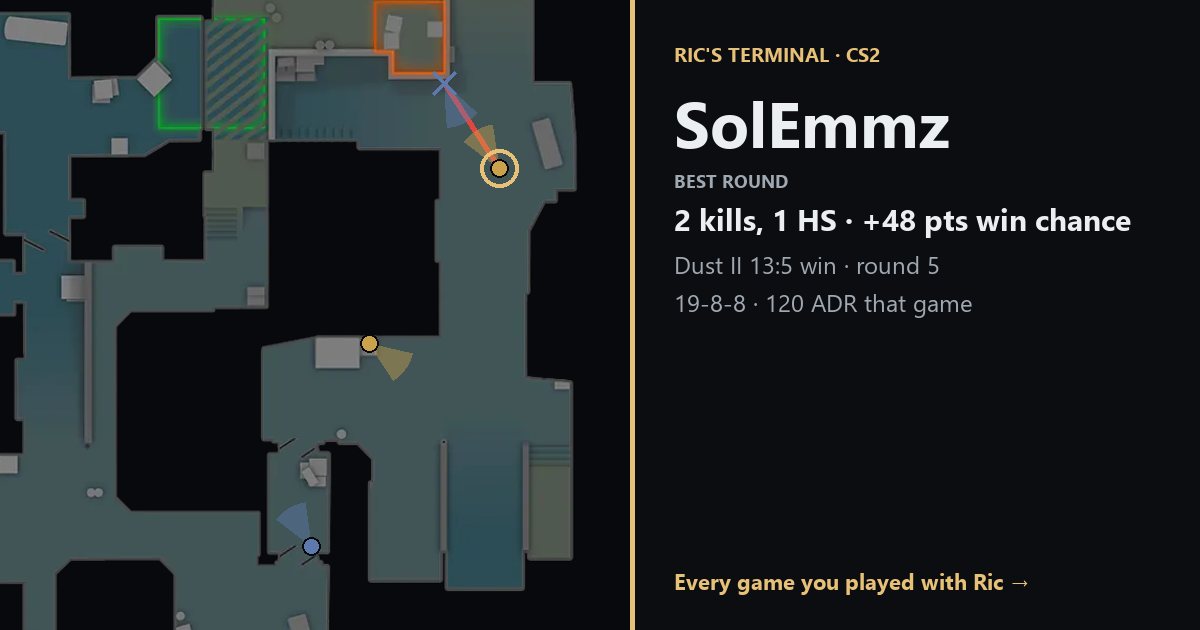 RIC'S TERMINAL · CS2
SolEmmz
BEST ROUND
2 kills, 1 HS · +48 pts win chance
Dust II 13:5 win · round 5
19-8-8 · 120 ADR that game
Every game you played with Ric →